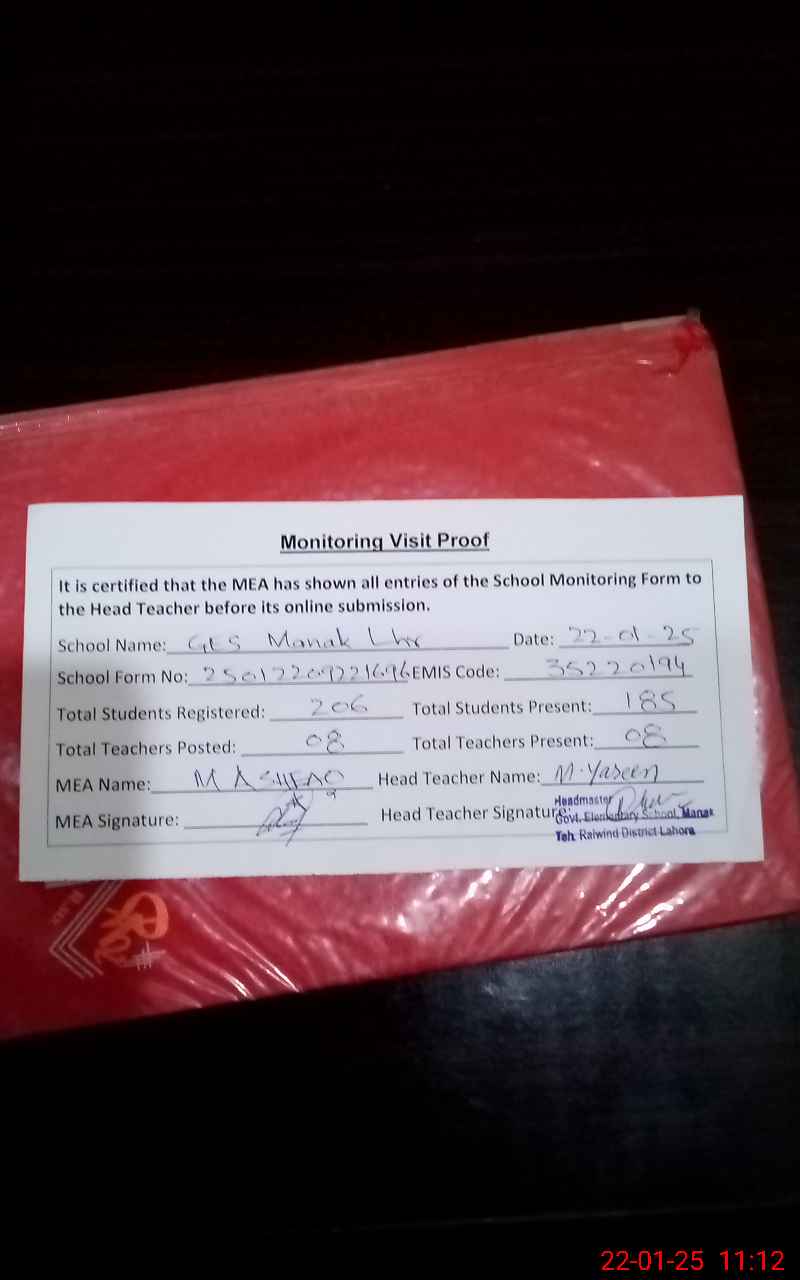 Monitoring Visit Proof
It is certified that the MEA has shown all entries of the School Monitoring Form to
the Head Teacher before its online submission.
School Name: GES Manak Lhr Date: 22-01-25
School Form No: EMIS Code: 35220194
Total Students Registered: 206 Total Students Present: 185
Total Teachers Posted: 08 Total Teachers Present: 08
MEA Name: Head Teacher Name: M. Yaseen
MEA Signature: Head Teacher Signature:
Headmaster
Govt. Elementary School, Manak
Teh. Raiwind District Lahore
22-01-25 11:12